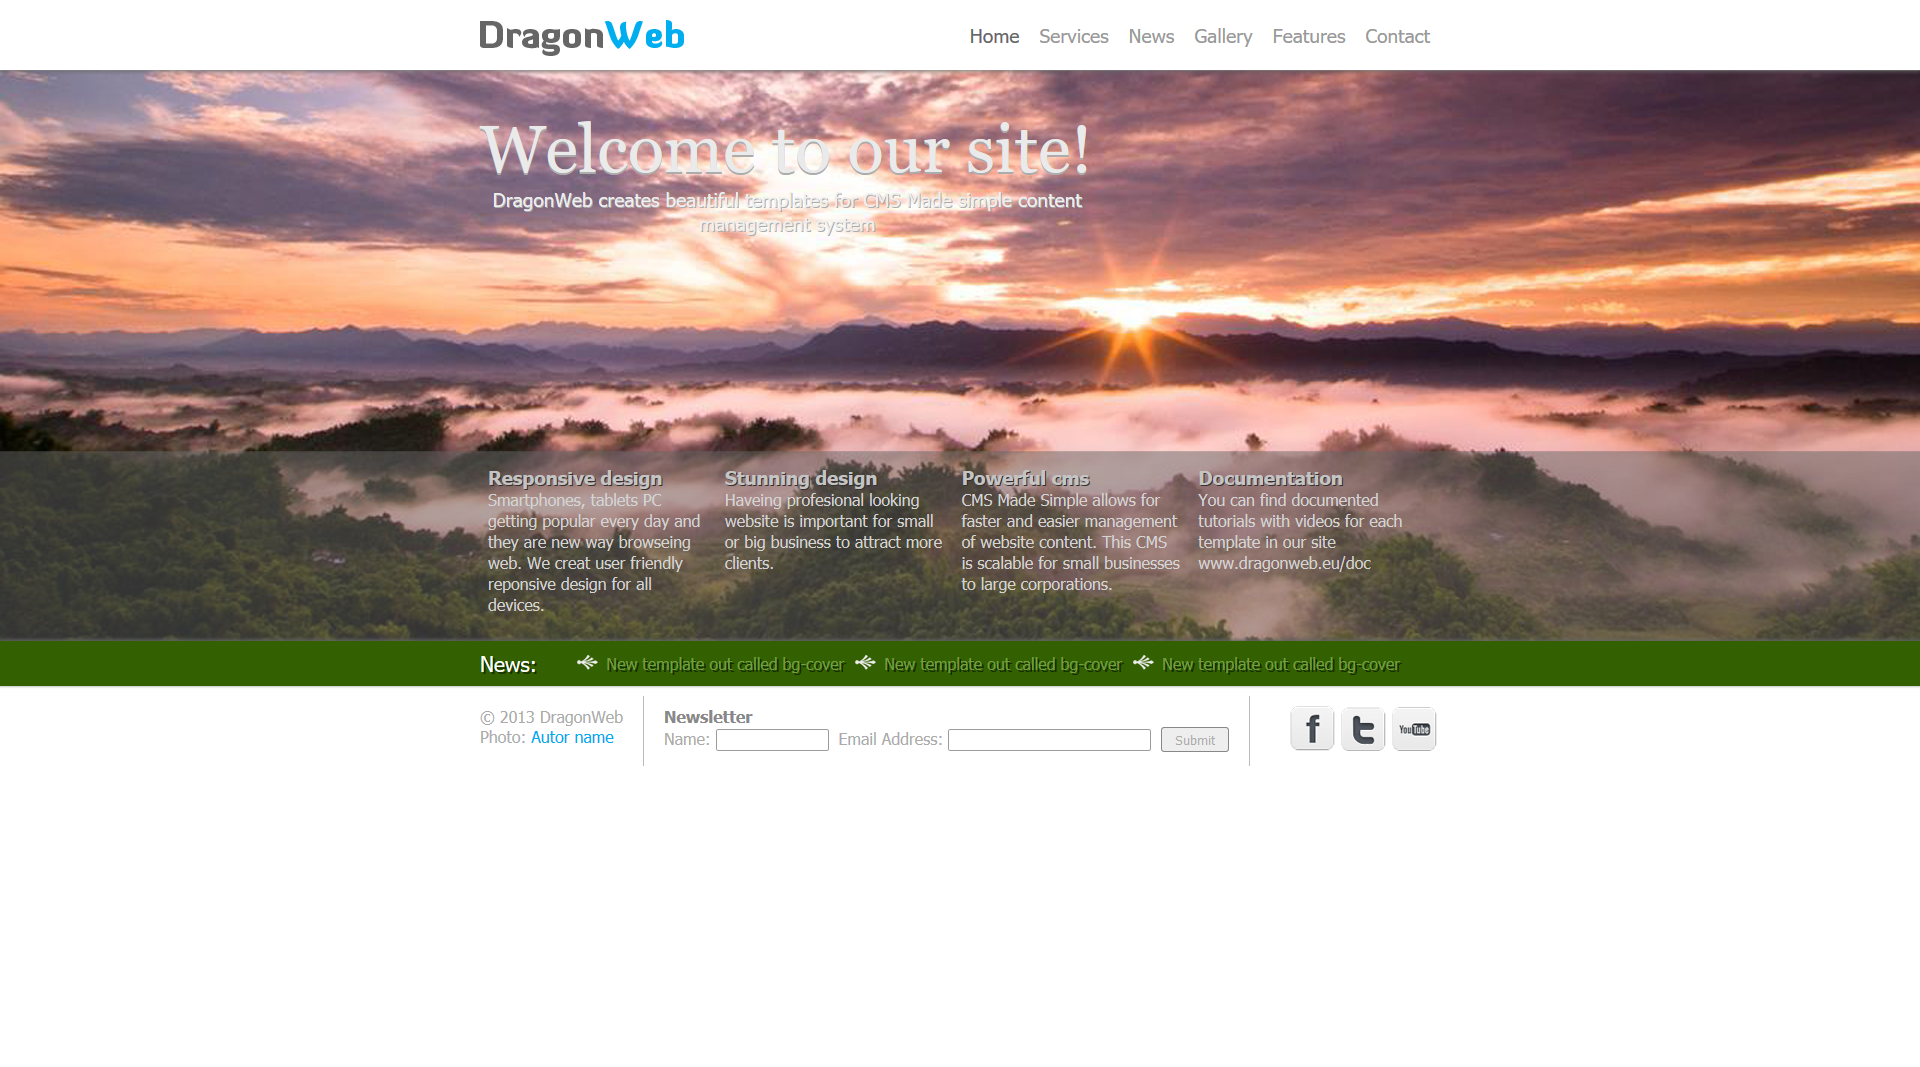 DragonWeb
Home Services News Gallery Features Contact
Welcome to our site!
DragonWeb creates beautiful templates for CMS Made simple content
management system
Responsive design
Smartphones, tablets PC
getting popular every day and
they are new way browseing
web. We creat user friendly
reponsive design for all
devices.
Stunning design
Haveing profesional looking
website is important for small
or big business to attract more
clients.
Powerful cms
CMS Made Simple allows for
faster and easier management
of website content. This CMS
is scalable for small businesses
to large corporations.
Documentation
You can find documented
tutorials with videos for each
template in our site
www.dragonweb.eu/doc
News: New template out called bg-cover New template out called bg-cover New template out called bg-cover
© 2013 DragonWeb
Photo: Autor name
Newsletter
Name: Email Address: Submit
f t YouTube